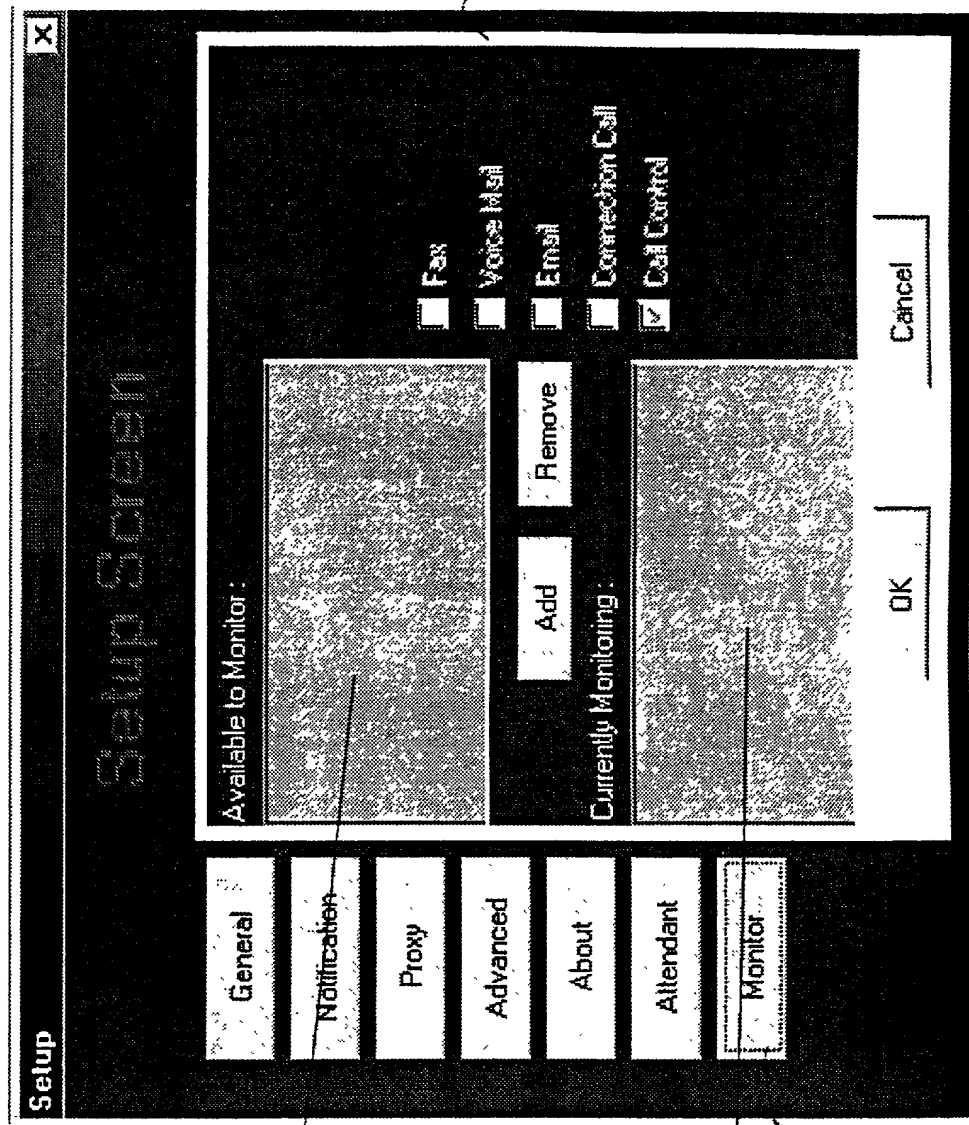 Setup
Setup Screen
General
Notification
Proxy
Advanced
About
Attendant
Monitor
Available to Monitor :
Add
Remove
Currently Monitoring :
Fax
Voice Mail
Email
Connection Call
Call Control
OK
Cancel